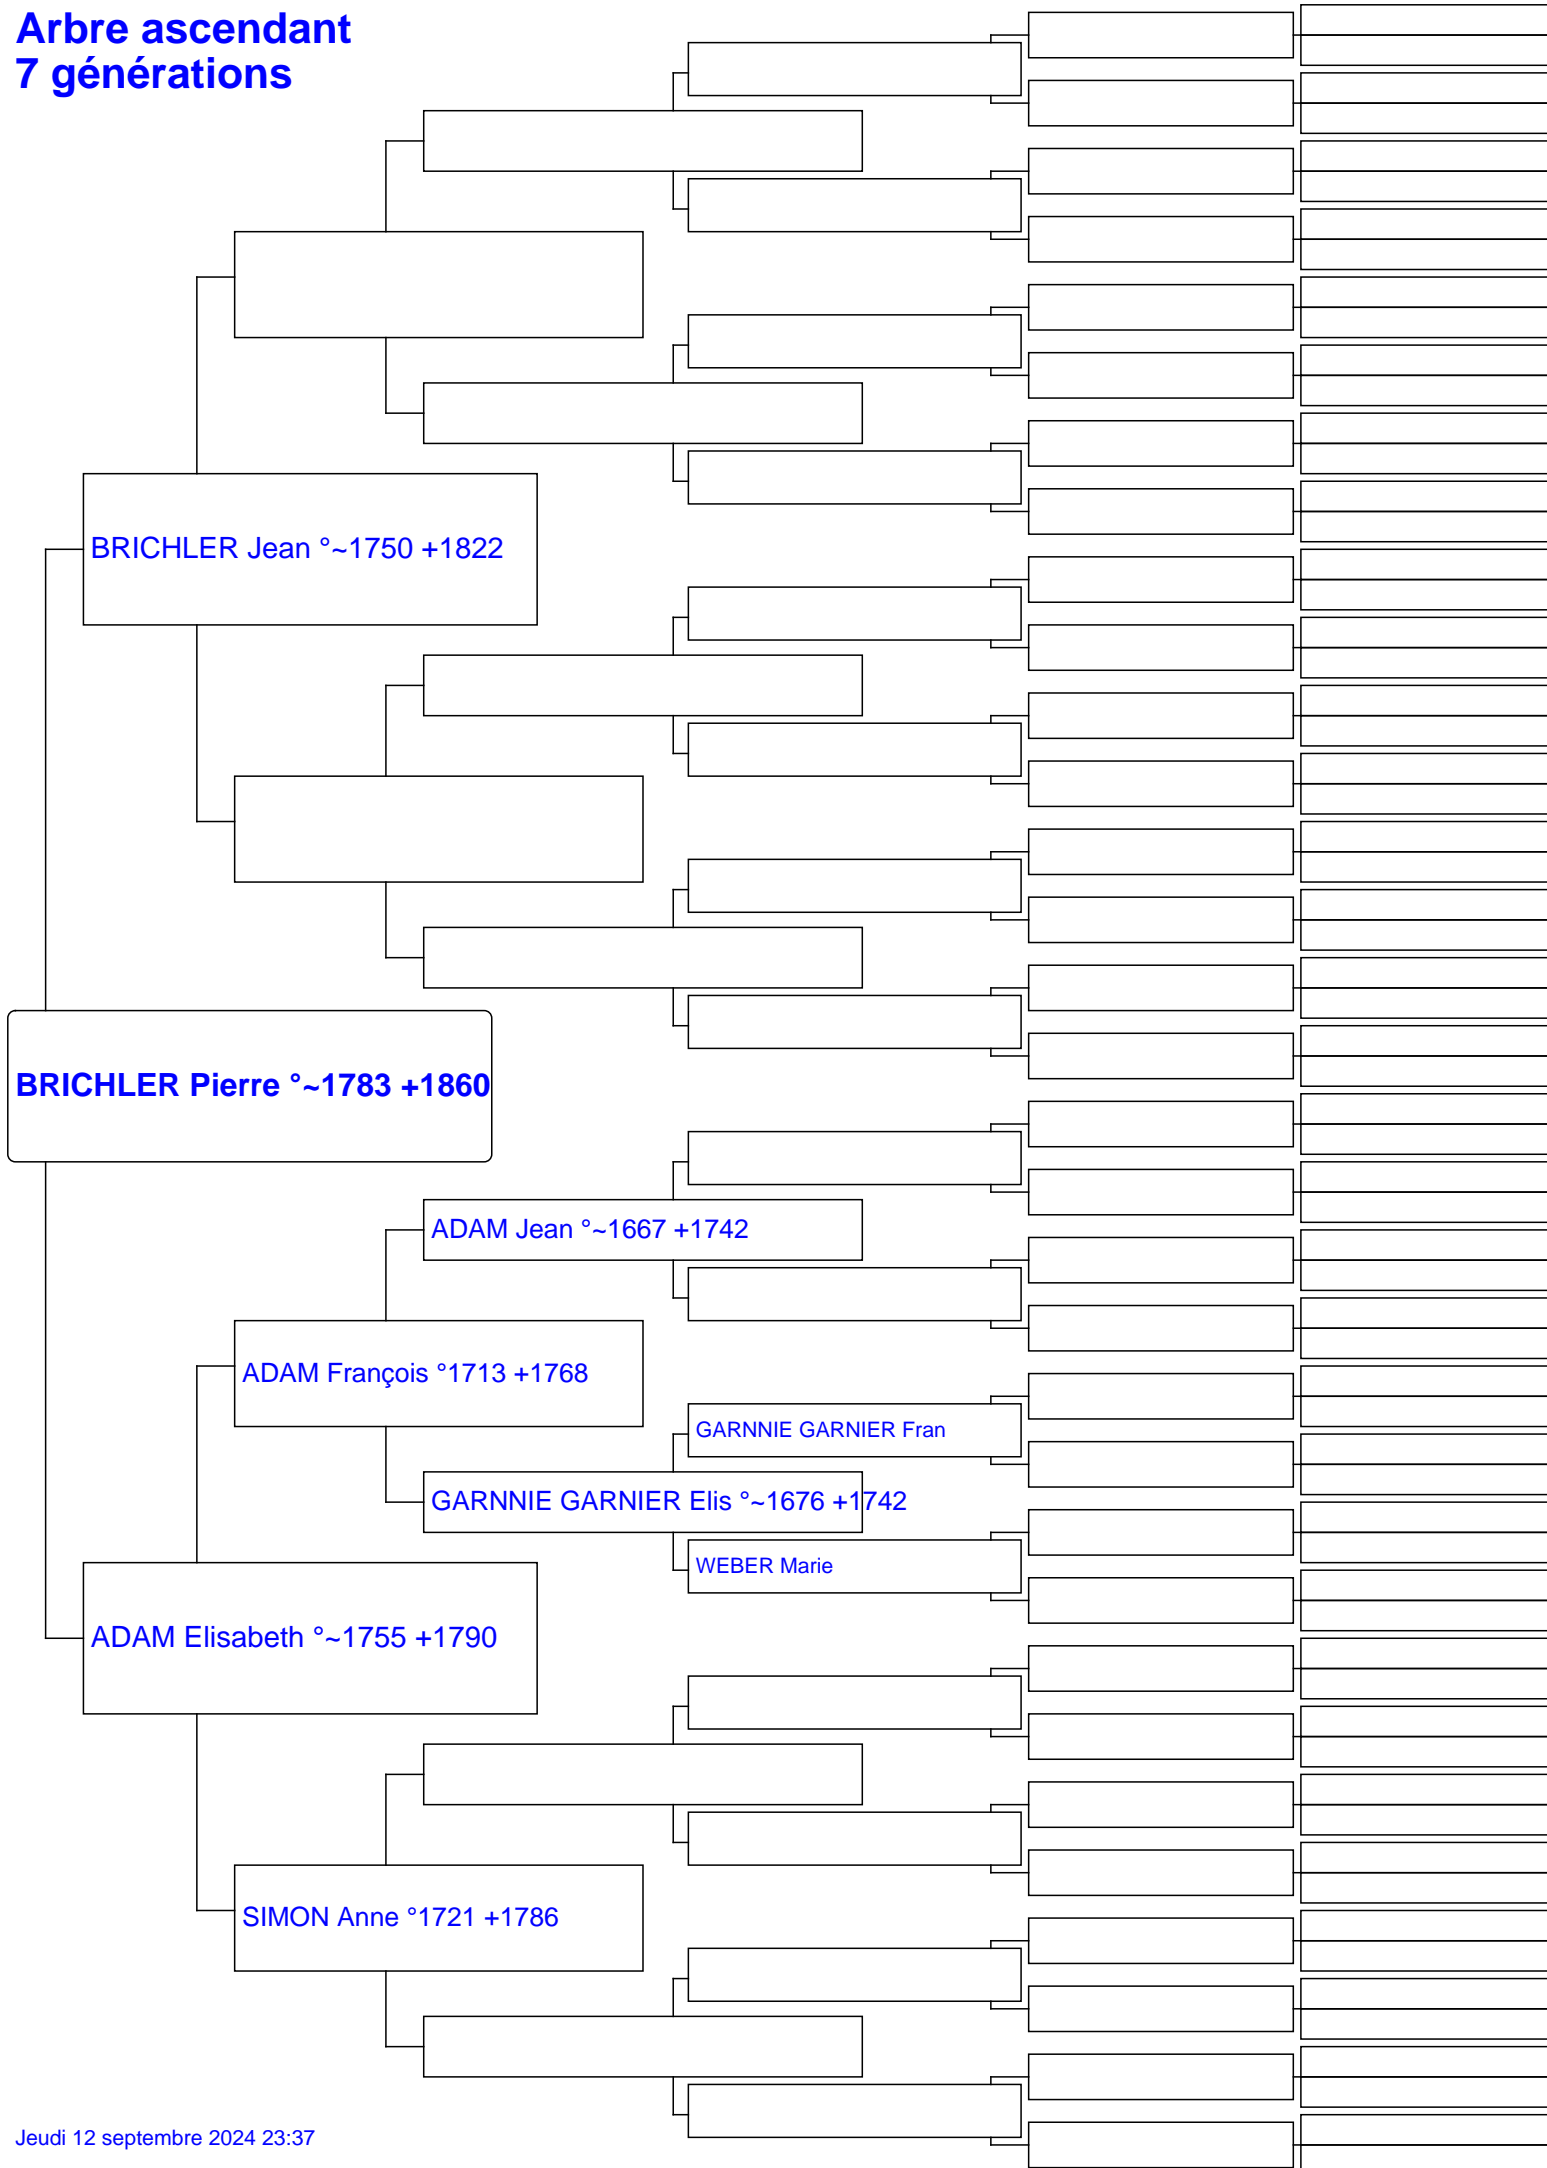 Arbre ascendant
7 générations
BRICHLER Jean °~1750 +1822
BRICHLER Pierre °~1783 +1860
ADAM Jean °~1667 +1742
ADAM François °1713 +1768
GARNNIE GARNIER Fran
GARNNIE GARNIER Elis °~1676 +1742
WEBER Marie
ADAM Elisabeth °~1755 +1790
SIMON Anne °1721 +1786
Jeudi 12 septembre 2024 23:37